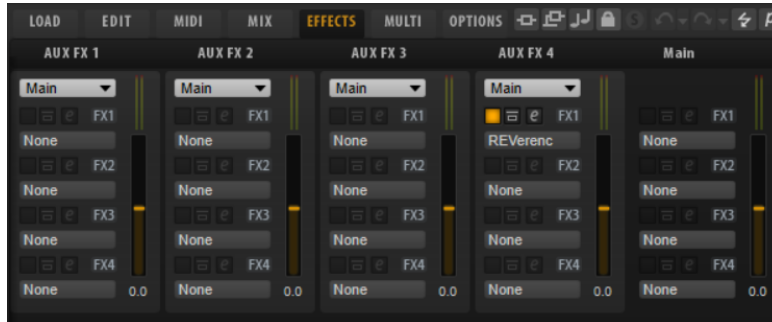 LOAD EDIT MIDI MIX EFFECTS MULTI OPTIONS S
AUX FX 1 AUX FX 2 AUX FX 3 AUX FX 4 Main
Main Main Main Main
e FX1 e FX1 e FX1 e FX1 e FX1
None None None REVerenc None
e FX2 e FX2 e FX2 e FX2 e FX2
None None None None None
e FX3 e FX3 e FX3 e FX3 e FX3
None None None None None
e FX4 e FX4 e FX4 e FX4 e FX4
None 0.0 None 0.0 None 0.0 None 0.0 None 0.0